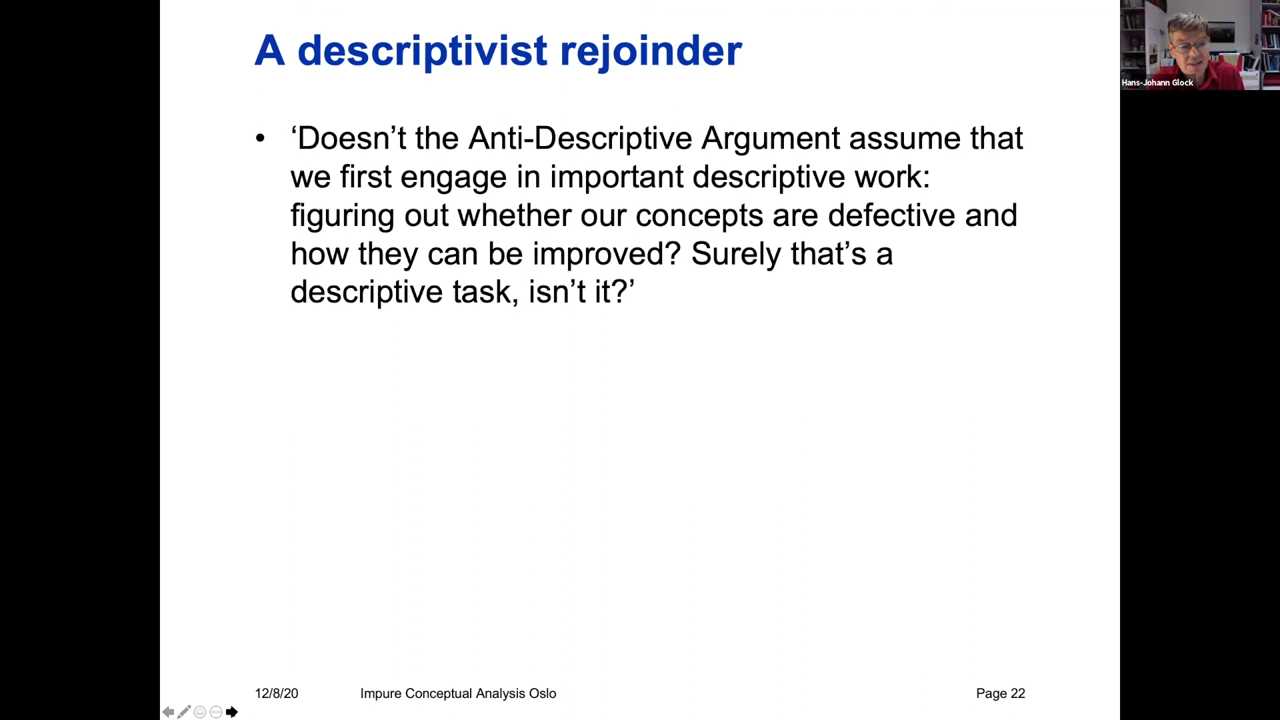 A descriptivist rejoinder
Hans-Johann Glock
• ‘Doesn’t the Anti-Descriptive Argument assume that
we first engage in important descriptive work:
figuring out whether our concepts are defective and
how they can be improved? Surely that’s a
descriptive task, isn’t it?’
12/8/20
Impure Conceptual Analysis Oslo
Page 22